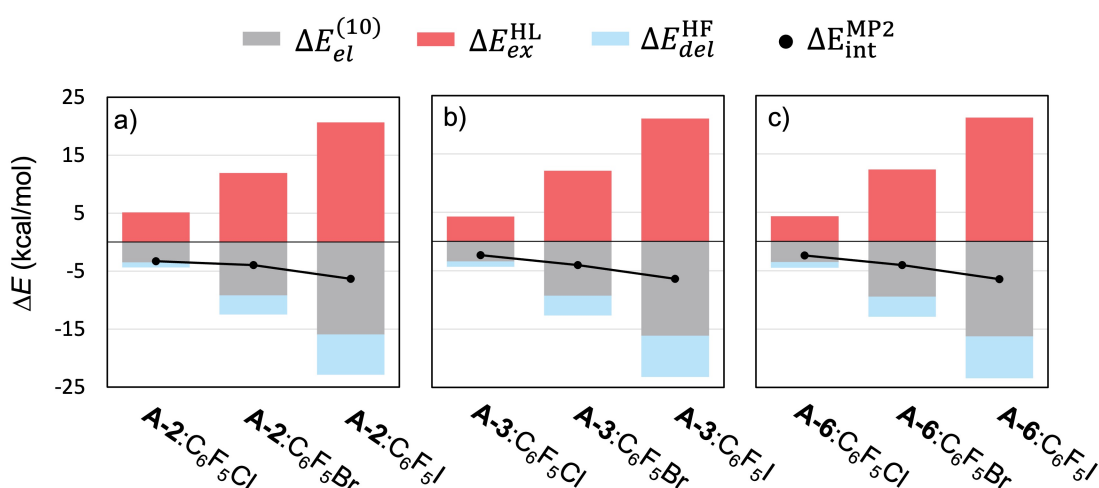 ΔE_el^(10) ΔE_ex^HL ΔE_del^HF ΔE_int^MP2
a) b) c)
25
15
5
-5
-15
-25
ΔE (kcal/mol)
A-2:C₆F₅Cl A-2:C₆F₅Br A-2:C₆F₅I A-3:C₆F₅Cl A-3:C₆F₅Br A-3:C₆F₅I A-6:C₆F₅Cl A-6:C₆F₅Br A-6:C₆F₅I